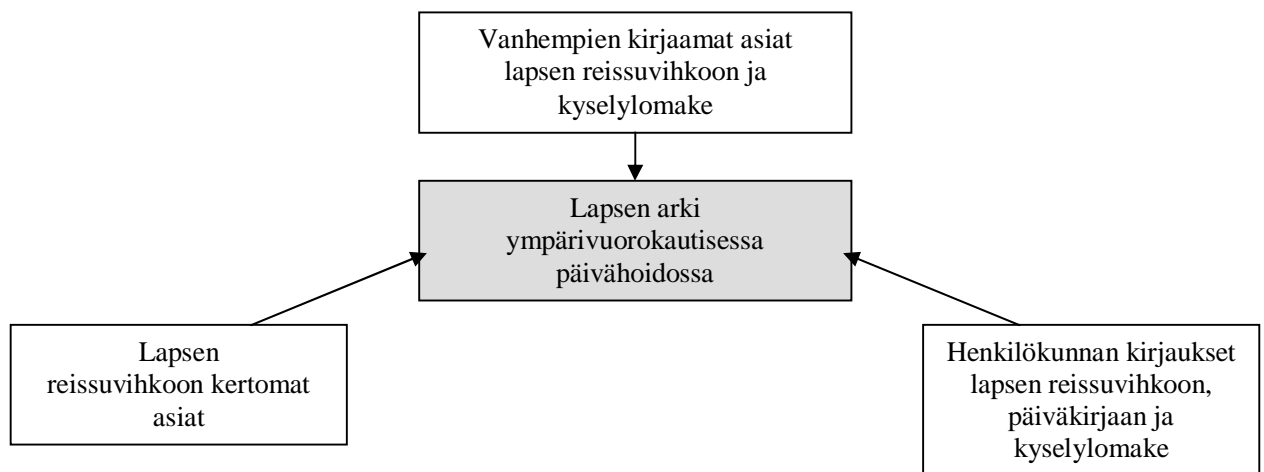 Vanhempien kirjaamat asiat
lapsen reissuvihkoon ja
kyselylomake
Lapsen arki
ympärivuorokautisessa
päivähoidossa
Lapsen
reissuvihkoon kertomat
asiat
Henkilökunnan kirjaukset
lapsen reissuvihkoon,
päiväkirjaan ja
kyselylomake